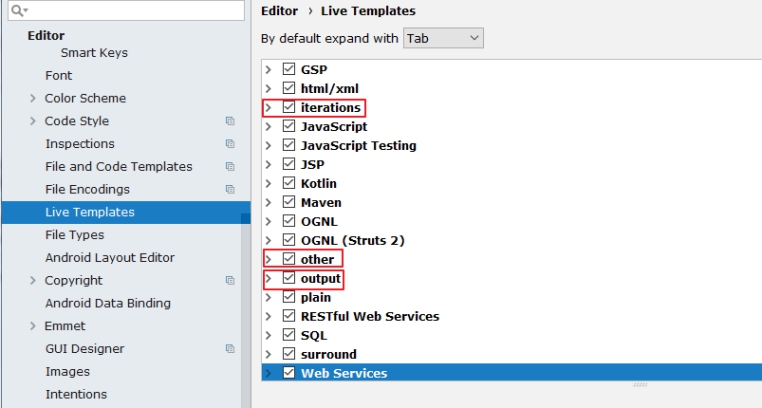 Editor
Smart Keys
Font
Color Scheme
Code Style
Inspections
File and Code Templates
File Encodings
Live Templates
File Types
Android Layout Editor
Copyright
Android Data Binding
Emmet
GUI Designer
Images
Intentions
Editor › Live Templates
By default expand with Tab
GSP
html/xml
iterations
JavaScript
JavaScript Testing
JSP
Kotlin
Maven
OGNL
OGNL (Struts 2)
other
output
plain
RESTful Web Services
SQL
surround
Web Services